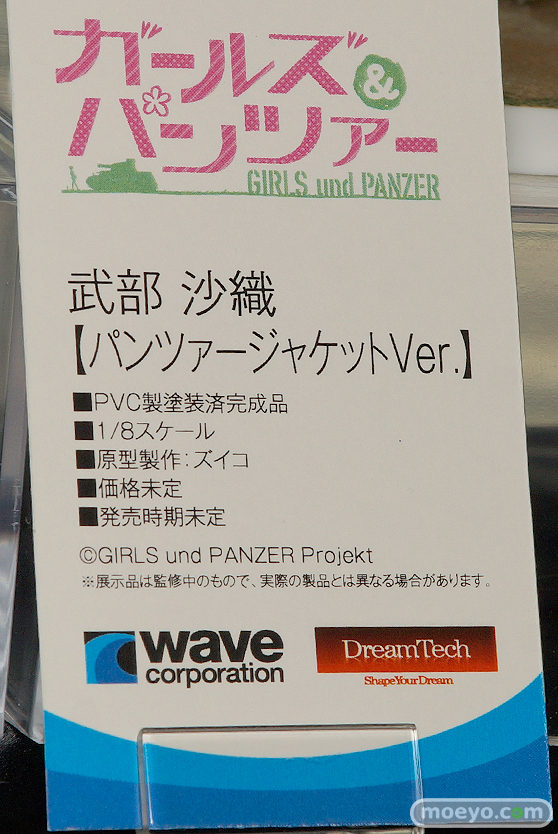 ガールズ&
パンツァー
GIRLS und PANZER
武部 沙織
【パンツァージャケットVer.】
■PVC製塗装済完成品
■1/8スケール
■原型製作:ズイコ
■価格未定
■発売時期未定
©GIRLS und PANZER Projekt
※展示品は監修中のもので、実際の製品とは異なる場合があります。
wave
corporation
DreamTech
ShapeYourDream
moeyo.com